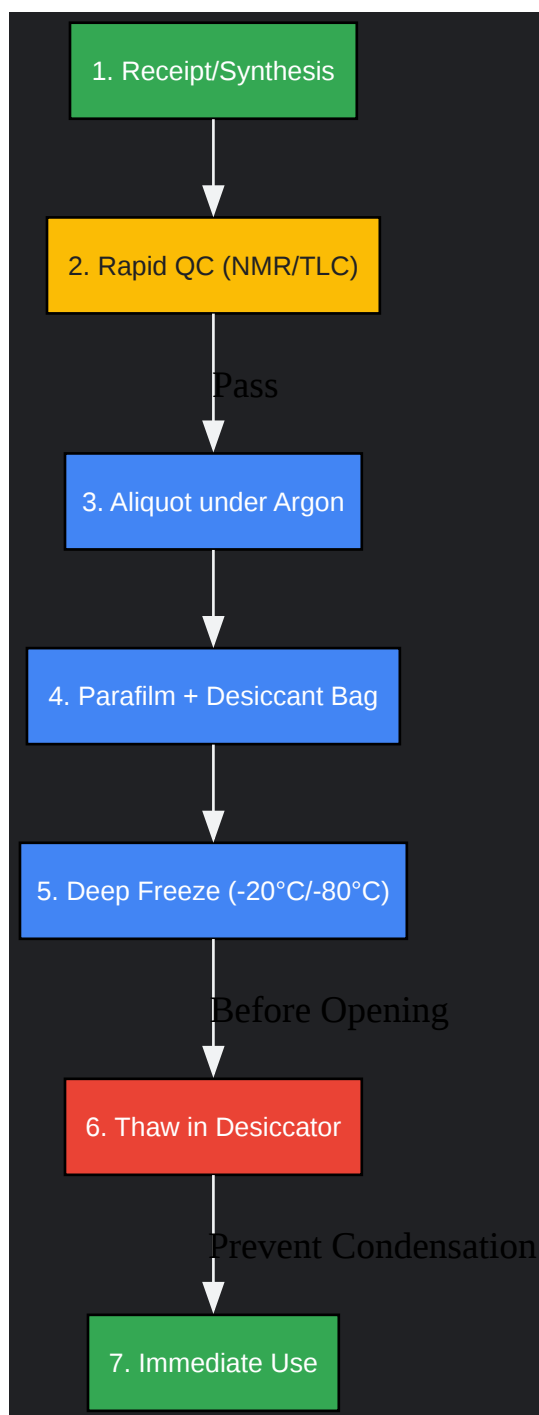 1. Receipt/Synthesis
2. Rapid QC (NMR/TLC)
Pass
3. Aliquot under Argon
4. Parafilm + Desiccant Bag
5. Deep Freeze (-20°C/-80°C)
Before Opening
6. Thaw in Desiccator
Prevent Condensation
7. Immediate Use